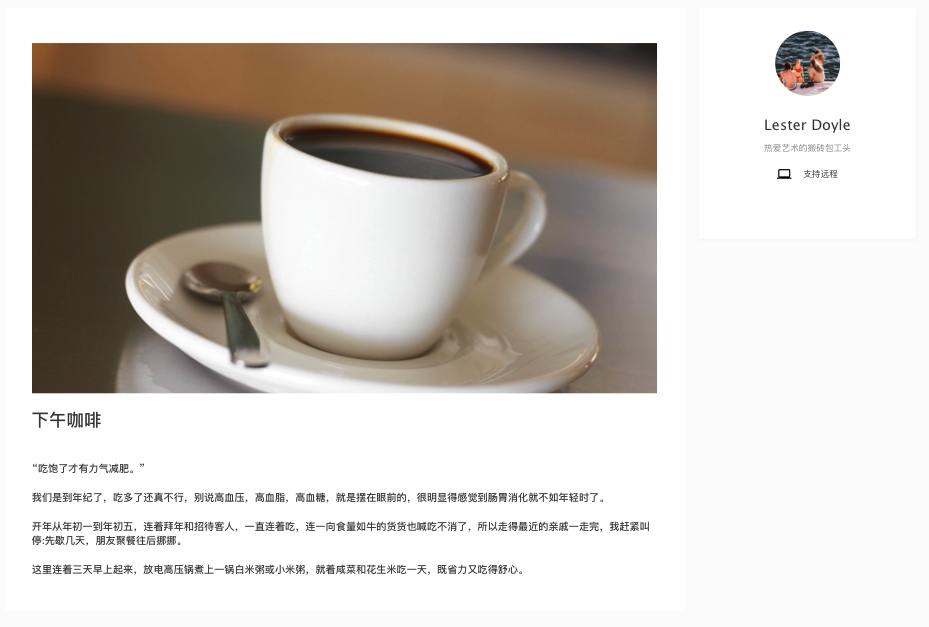 下午咖啡
“吃饱了才有力气减肥。”
我们是到年纪了，吃多了还真不行，别说高血压，高血脂，高血糖，就是摆在眼前的，很明显得感觉到肠胃消化就不如年轻时了。
开年从年初一到年初五，连着拜年和招待客人，一直连着吃，连一向食量如牛的货货也喊吃不消了，所以走得最近的亲戚一走完，我赶紧叫
停:先歇几天，朋友聚餐往后挪挪。
这里连着三天早上起来，放电高压锅煮上一锅白米粥或小米粥，就着咸菜和花生米吃一天，既省力又吃得舒心。
Lester Doyle
热爱艺术的搬砖包工头
支持远程